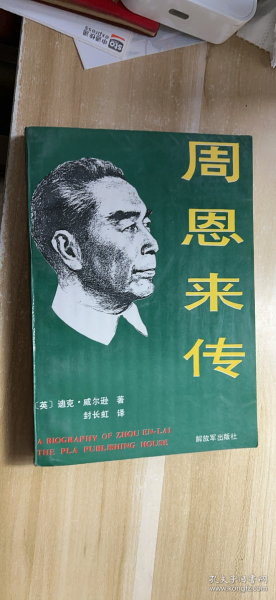 周恩来传
〔英〕迪克·威尔逊 著
封长虹 译
A BIOGRAPHY OF ZHOU EN-LAI
THE PLA PUBLISHING HOUSE
解放军出版社